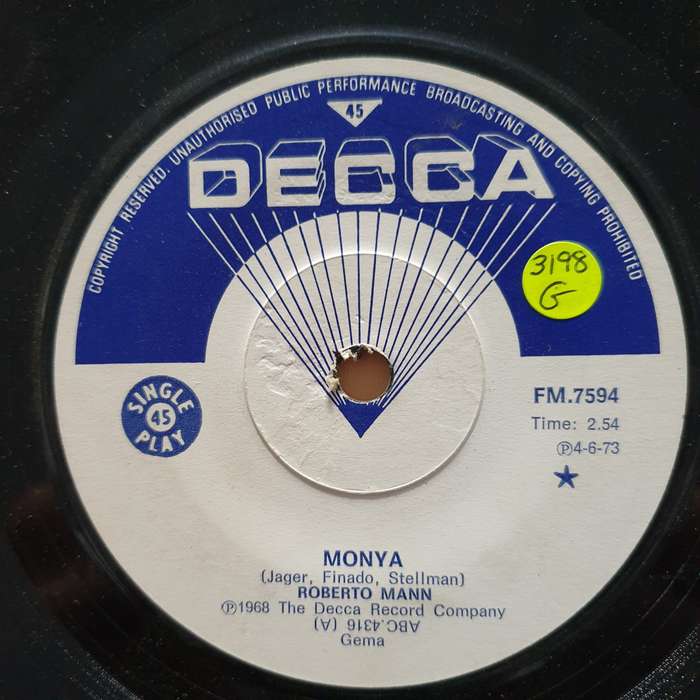 COPYRIGHT RESERVED. UNAUTHORISED PUBLIC PERFORMANCE BROADCASTING AND COPYING PROHIBITED
45
DECCA
3198
G
SINGLE
45
PLAY
FM.7594
Time: 2.54
Ⓟ4-6-73
MONYA
(Jager, Finado, Stellman)
ROBERTO MANN
Ⓟ1968 The Decca Record Company
ABC.4316 (A)
Gema